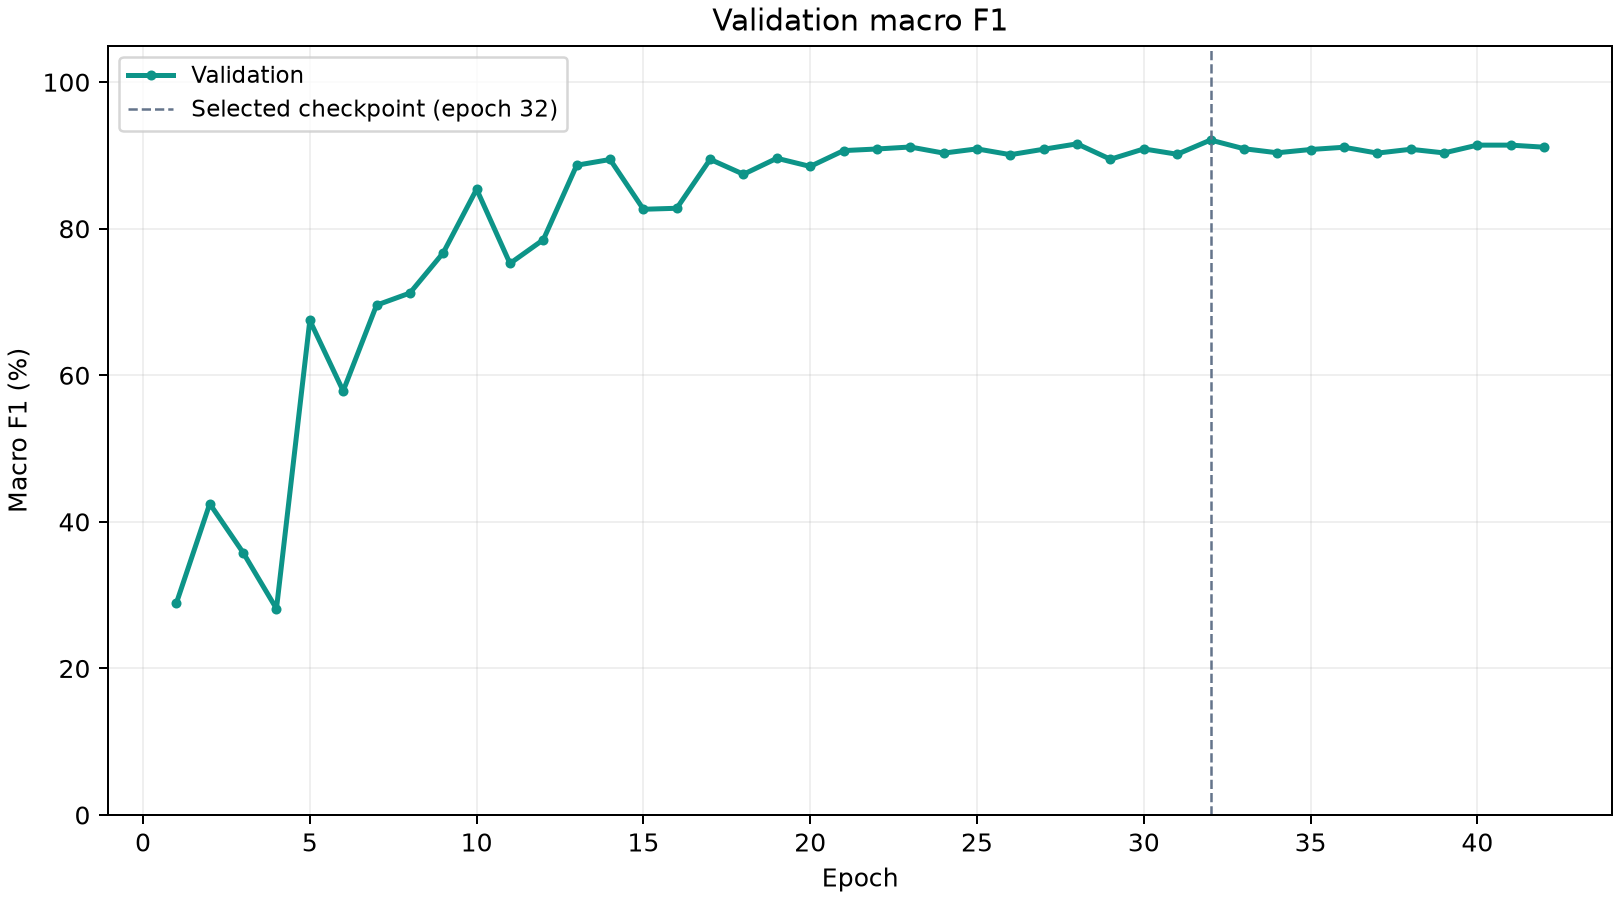 Validation macro F1
Validation
Selected checkpoint (epoch 32)
Macro F1 (%)
100
80
60
40
20
0
0 5 10 15 20 25 30 35 40
Epoch